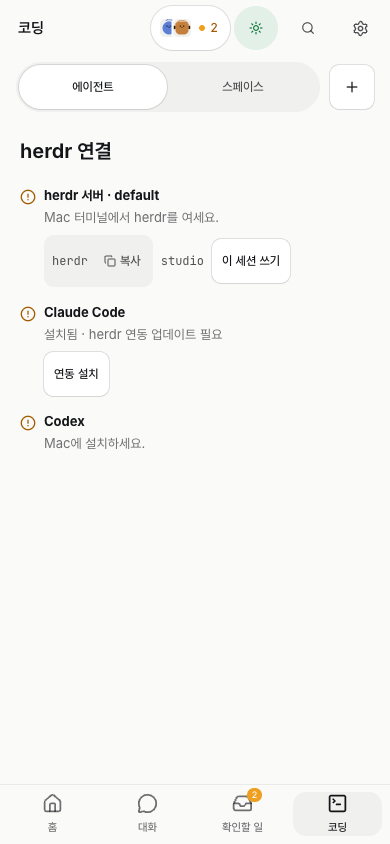 코딩
2
에이전트
스페이스
herdr 연결
herdr 서버 · default
Mac 터미널에서 herdr를 여세요.
herdr 복사 studio 이 세션 쓰기
Claude Code
설치됨 · herdr 연동 업데이트 필요
연동 설치
Codex
Mac에 설치하세요.
2
홈
대화
확인할 일
코딩